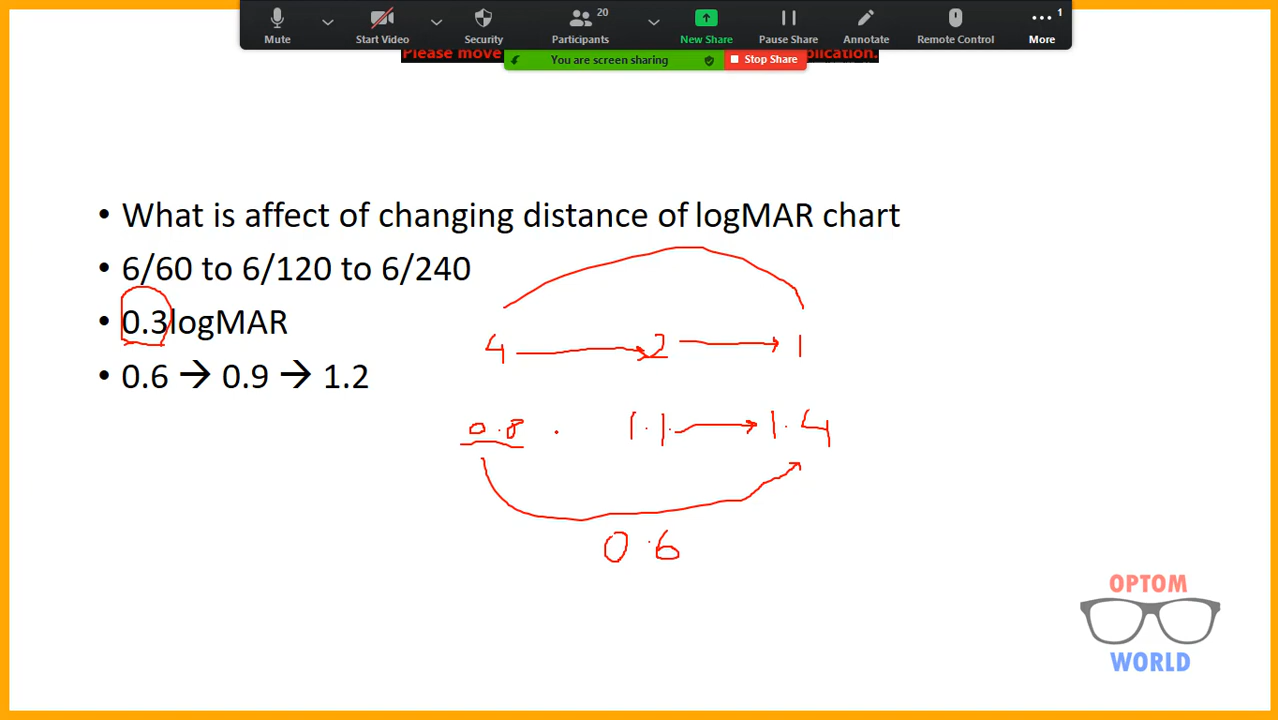 1
20
Mute
Start Video
Security
Participants
New Share
Pause Share
Annotate
Remote Control
More
Please move
plication.
You are screen sharing
Stop Share
• What is affect of changing distance of logMAR chart
• 6/60 to 6/120 to 6/240
• 0.3logMAR
• 0.6 → 0.9 → 1.2
4 → 2 → 1
0.8 . 1.1. → 1.4
0.6
OPTOM
WORLD